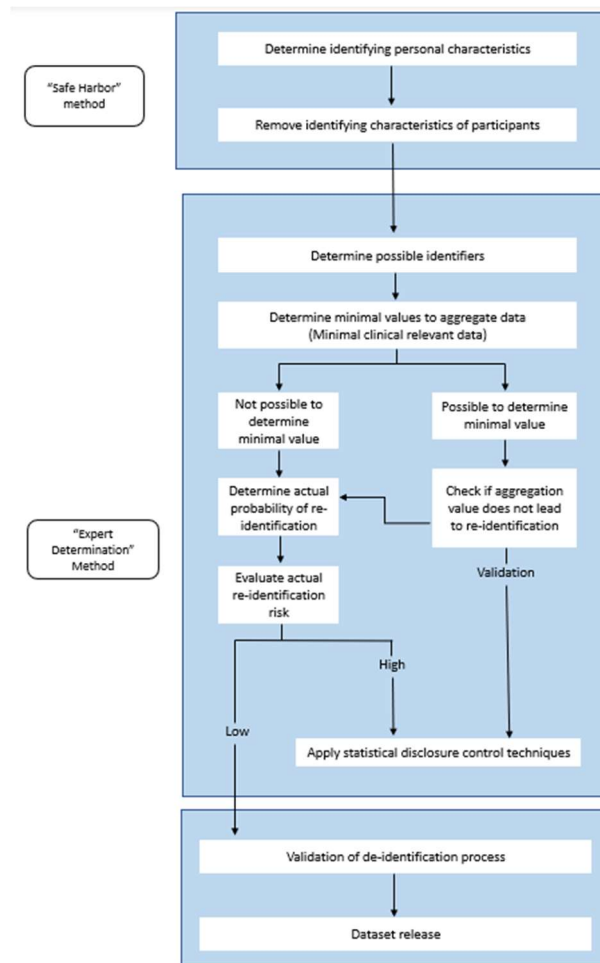 Determine identifying personal characteristics
"Safe Harbor"
method
Remove identifying characteristics of participants
Determine possible identifiers
Determine minimal values to aggregate data
(Minimal clinical relevant data)
Not possible to
determine
minimal value
Possible to determine
minimal value
Determine actual
probability of re-
identification
Check if aggregation
value does not lead
to re-identification
"Expert
Determination"
Method
Evaluate actual
re-identification
risk
Validation
High
Low
Apply statistical disclosure control techniques
Validation of de-identification process
Dataset release